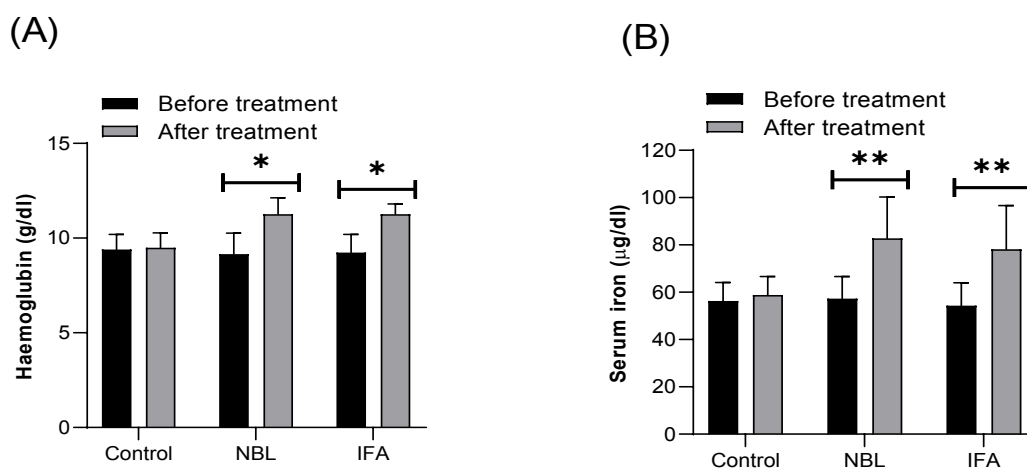 (A)
Before treatment
After treatment
Haemoglobin (g/dl)
15
10
5
0
*
*
Control
NBL
IFA
(B)
Before treatment
After treatment
Serum iron (μg/dl)
120
100
80
60
40
20
0
**
**
Control
NBL
IFA